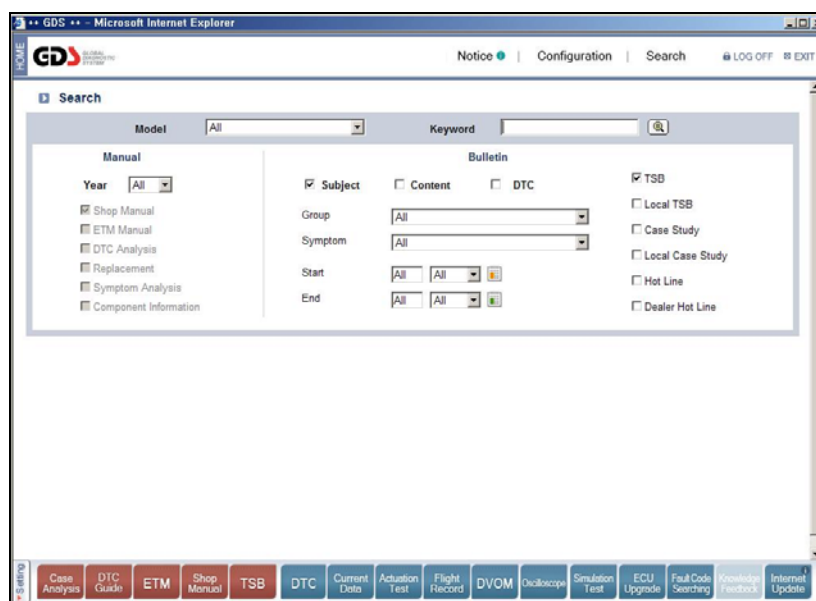 GDS - Microsoft Internet Explorer
HOME
GDS GLOBAL DIAGNOSTIC SYSTEM
Notice | Configuration | Search LOG OFF EXIT
Search
Model All Keyword
Manual
Year All
Shop Manual
ETM Manual
DTC Analysis
Replacement
Symptom Analysis
Component Information
Bulletin
Subject Content DTC
Group All
Symptom All
Start All All
End All All
TSB
Local TSB
Case Study
Local Case Study
Hot Line
Dealer Hot Line
Setting
Case Analysis
DTC Guide
ETM
Shop Manual
TSB
DTC
Current Data
Actuation Test
Flight Record
DVOM
Oscilloscope
Simulation Test
ECU Upgrade
Fault Code Searching
Knowledge Feedback
Internet Update